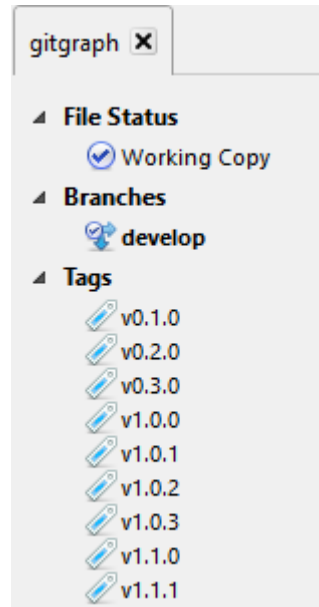 gitgraph
File Status
Working Copy
Branches
develop
Tags
v0.1.0
v0.2.0
v0.3.0
v1.0.0
v1.0.1
v1.0.2
v1.0.3
v1.1.0
v1.1.1